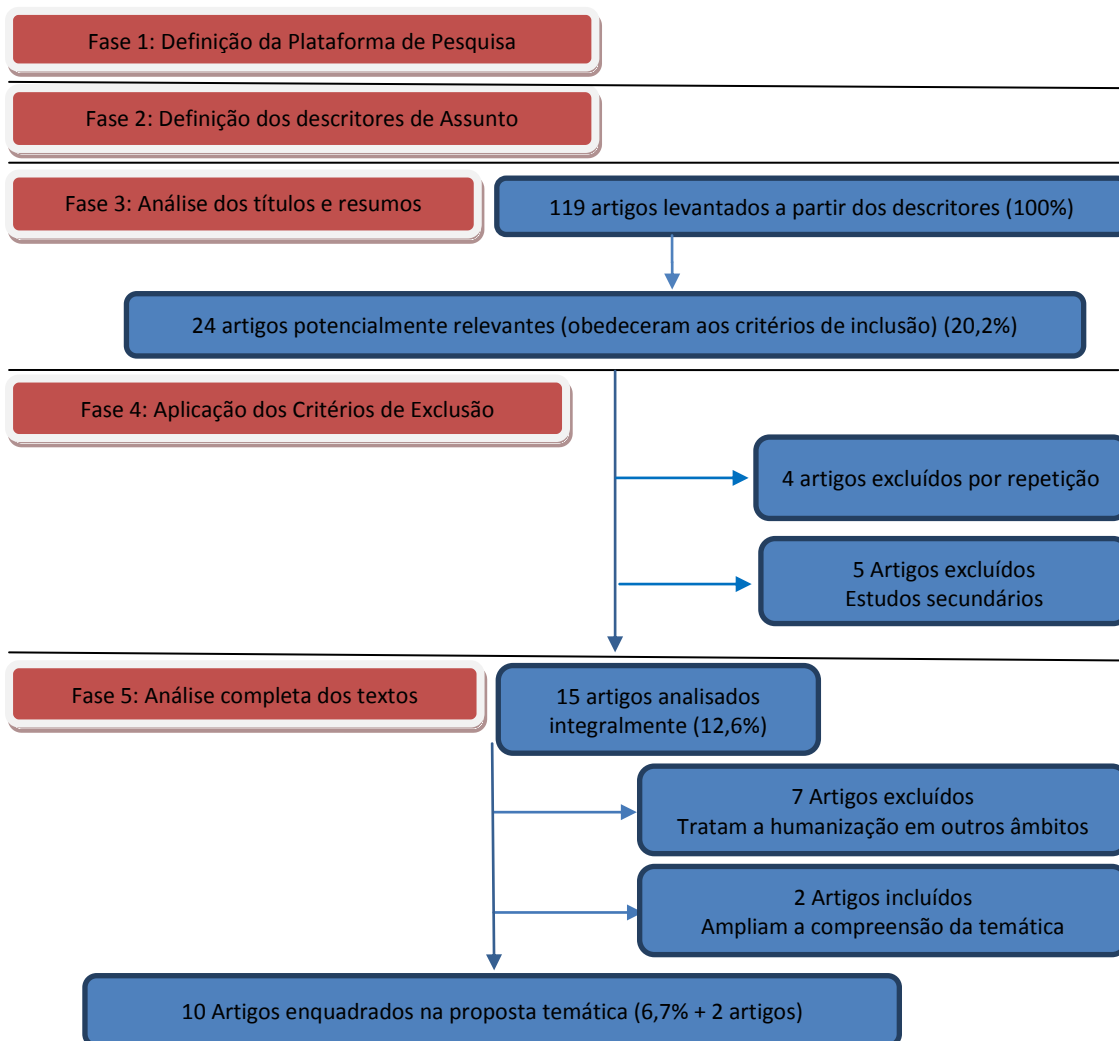 Fase 1: Definição da Plataforma de Pesquisa
Fase 2: Definição dos descritores de Assunto
Fase 3: Análise dos títulos e resumos
119 artigos levantados a partir dos descritores (100%)
24 artigos potencialmente relevantes (obedeceram aos critérios de inclusão) (20,2%)
Fase 4: Aplicação dos Critérios de Exclusão
4 artigos excluídos por repetição
5 Artigos excluídos
Estudos secundários
Fase 5: Análise completa dos textos
15 artigos analisados
integralmente (12,6%)
7 Artigos excluídos
Tratam a humanização em outros âmbitos
2 Artigos incluídos
Ampliam a compreensão da temática
10 Artigos enquadrados na proposta temática (6,7% + 2 artigos)